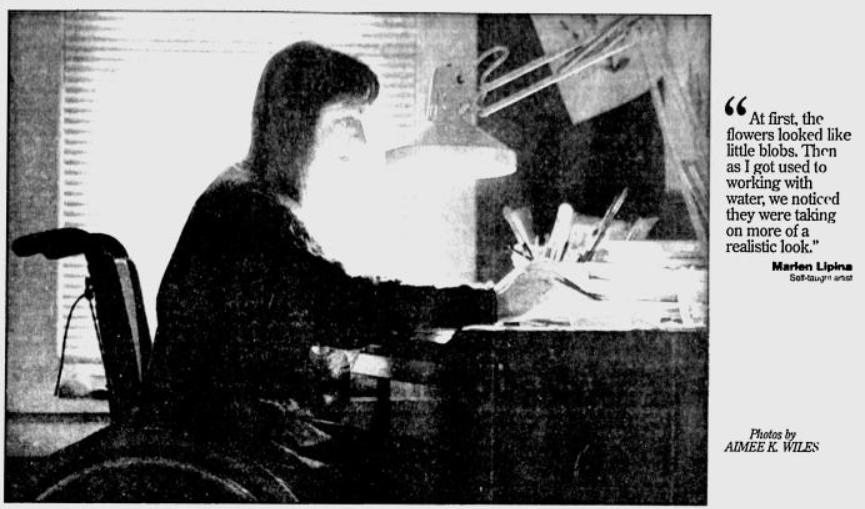 “At first, the
flowers looked like
little blobs. Then
as I got used to
working with
water, we noticed
they were taking
on more of a
realistic look.”
Marlen Lipina
Self-taught artist
Photos by
AIMEE K. WILES